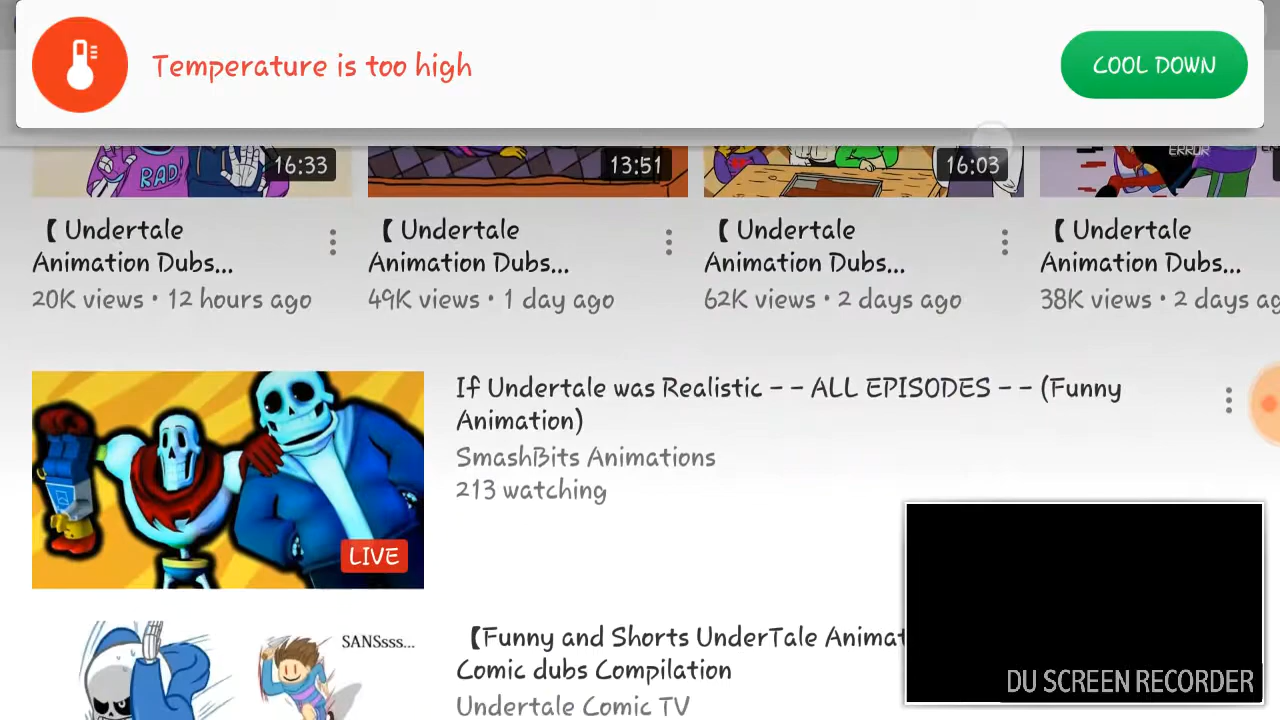 Temperature is too high
COOL DOWN
RAD
16:33
13:51
16:03
ERROR
【 Undertale
Animation Dubs...
20K views • 12 hours ago
【 Undertale
Animation Dubs...
49K views • 1 day ago
【 Undertale
Animation Dubs...
62K views • 2 days ago
【 Undertale
Animation Dubs...
38K views • 2 days ag
If Undertale was Realistic - - ALL EPISODES - - (Funny
Animation)
SmashBits Animations
213 watching
LIVE
SANSsss...
【Funny and Shorts UnderTale Animat
Comic dubs Compilation
Undertale Comic TV
DU SCREEN RECORDER